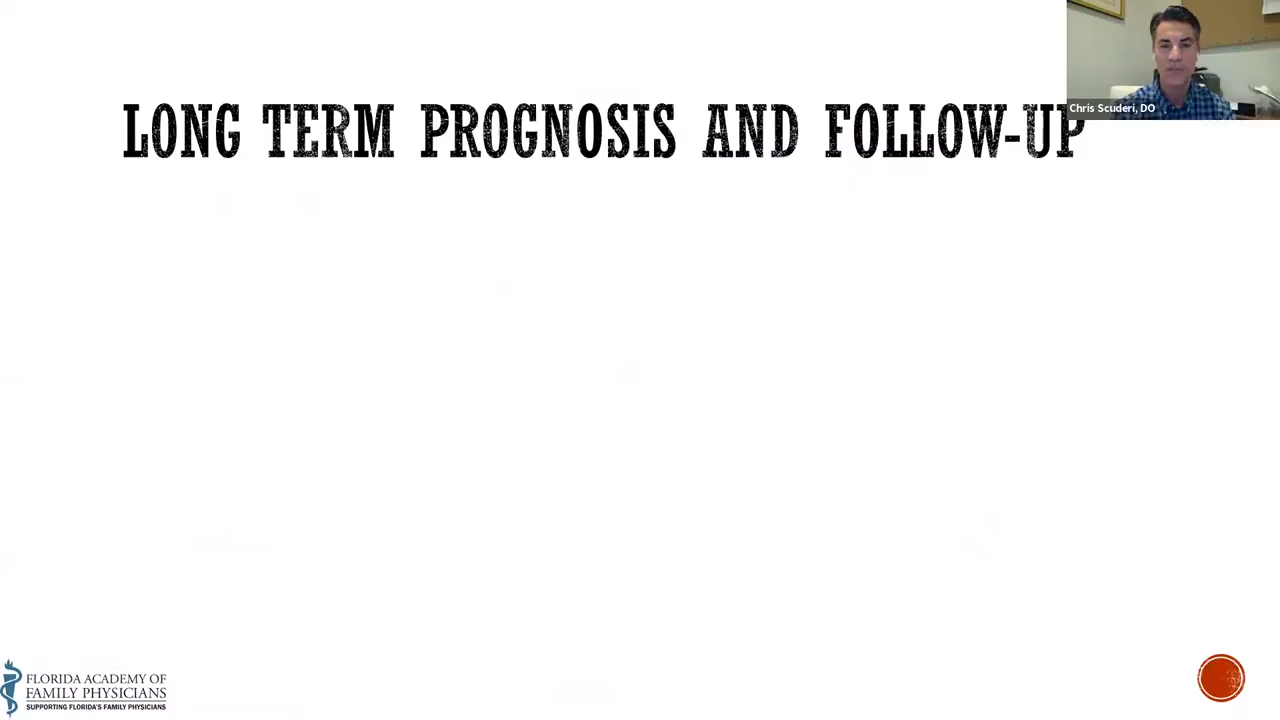 Chris Scuderi, DO
LONG TERM PROGNOSIS AND FOLLOW-UP
FLORIDA ACADEMY OF
FAMILY PHYSICIANS
SUPPORTING FLORIDA'S FAMILY PHYSICIANS